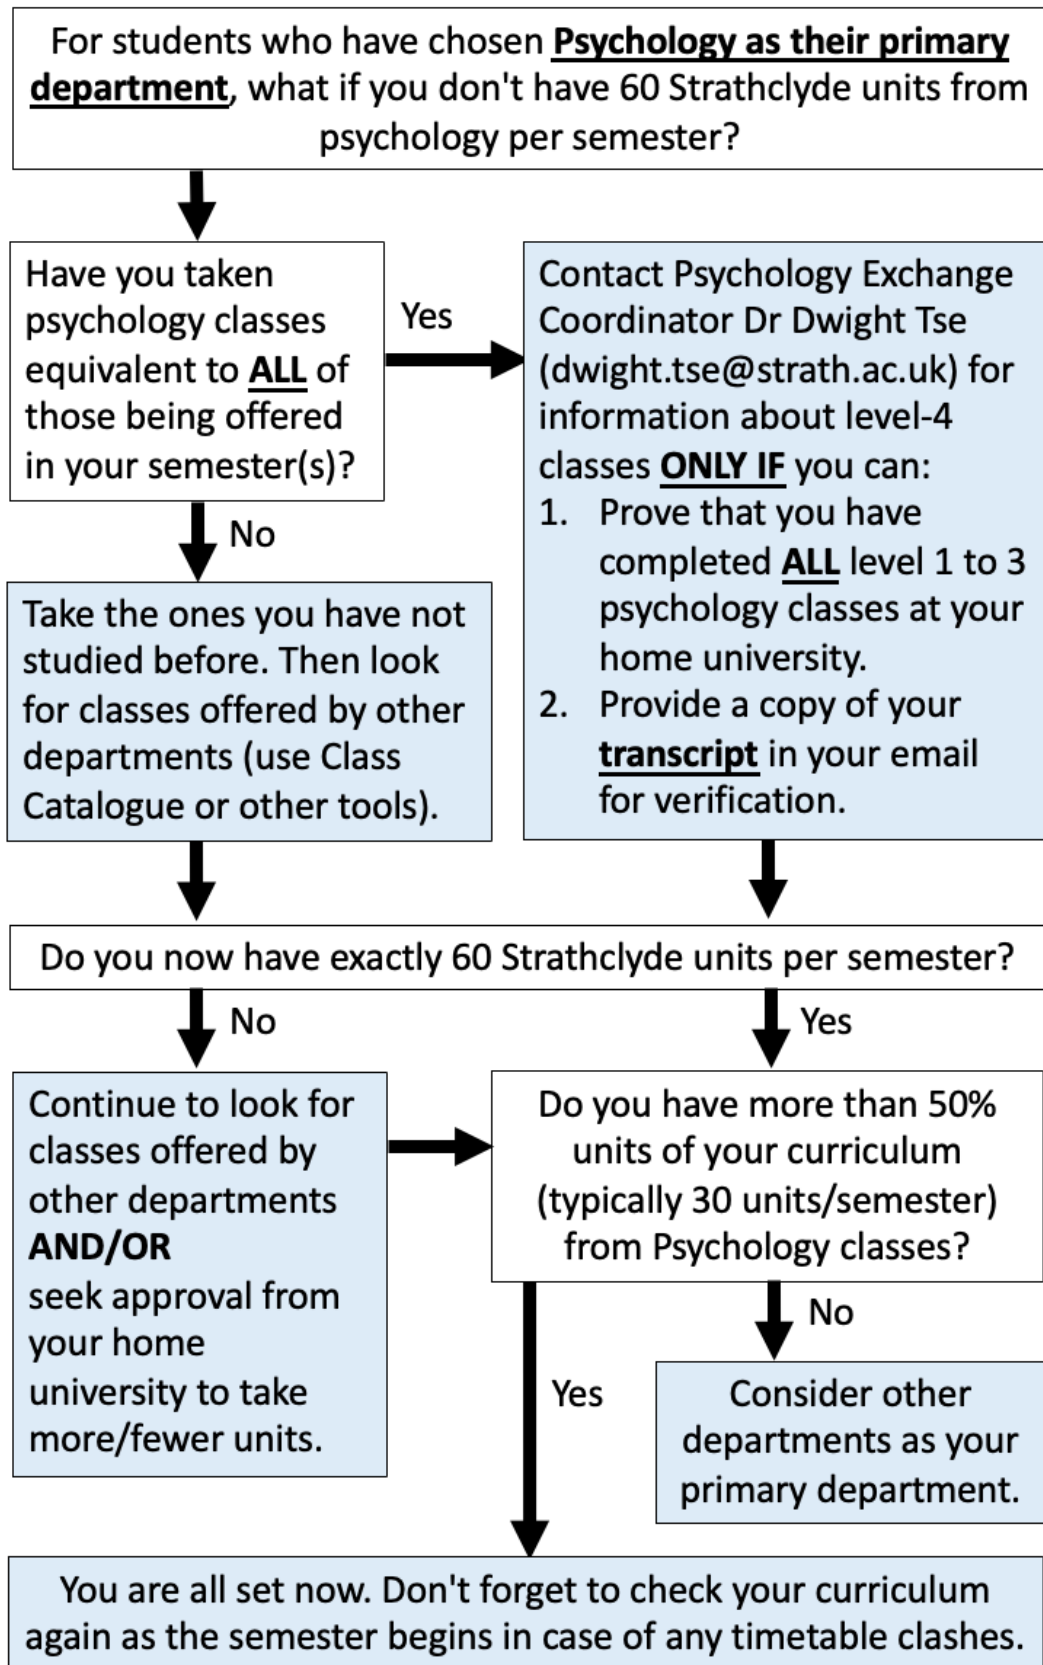 For students who have chosen Psychology as their primary
department, what if you don't have 60 Strathclyde units from
psychology per semester?
Have you taken
psychology classes
equivalent to ALL of
those being offered
in your semester(s)?
Yes
Contact Psychology Exchange
Coordinator Dr Dwight Tse
(dwight.tse@strath.ac.uk) for
information about level-4
classes ONLY IF you can:
1. Prove that you have
completed ALL level 1 to 3
psychology classes at your
home university.
2. Provide a copy of your
transcript in your email
for verification.
No
Take the ones you have not
studied before. Then look
for classes offered by other
departments (use Class
Catalogue or other tools).
Do you now have exactly 60 Strathclyde units per semester?
No
Yes
Continue to look for
classes offered by
other departments
AND/OR
seek approval from
your home
university to take
more/fewer units.
Do you have more than 50%
units of your curriculum
(typically 30 units/semester)
from Psychology classes?
No
Yes
Consider other
departments as your
primary department.
You are all set now. Don't forget to check your curriculum
again as the semester begins in case of any timetable clashes.